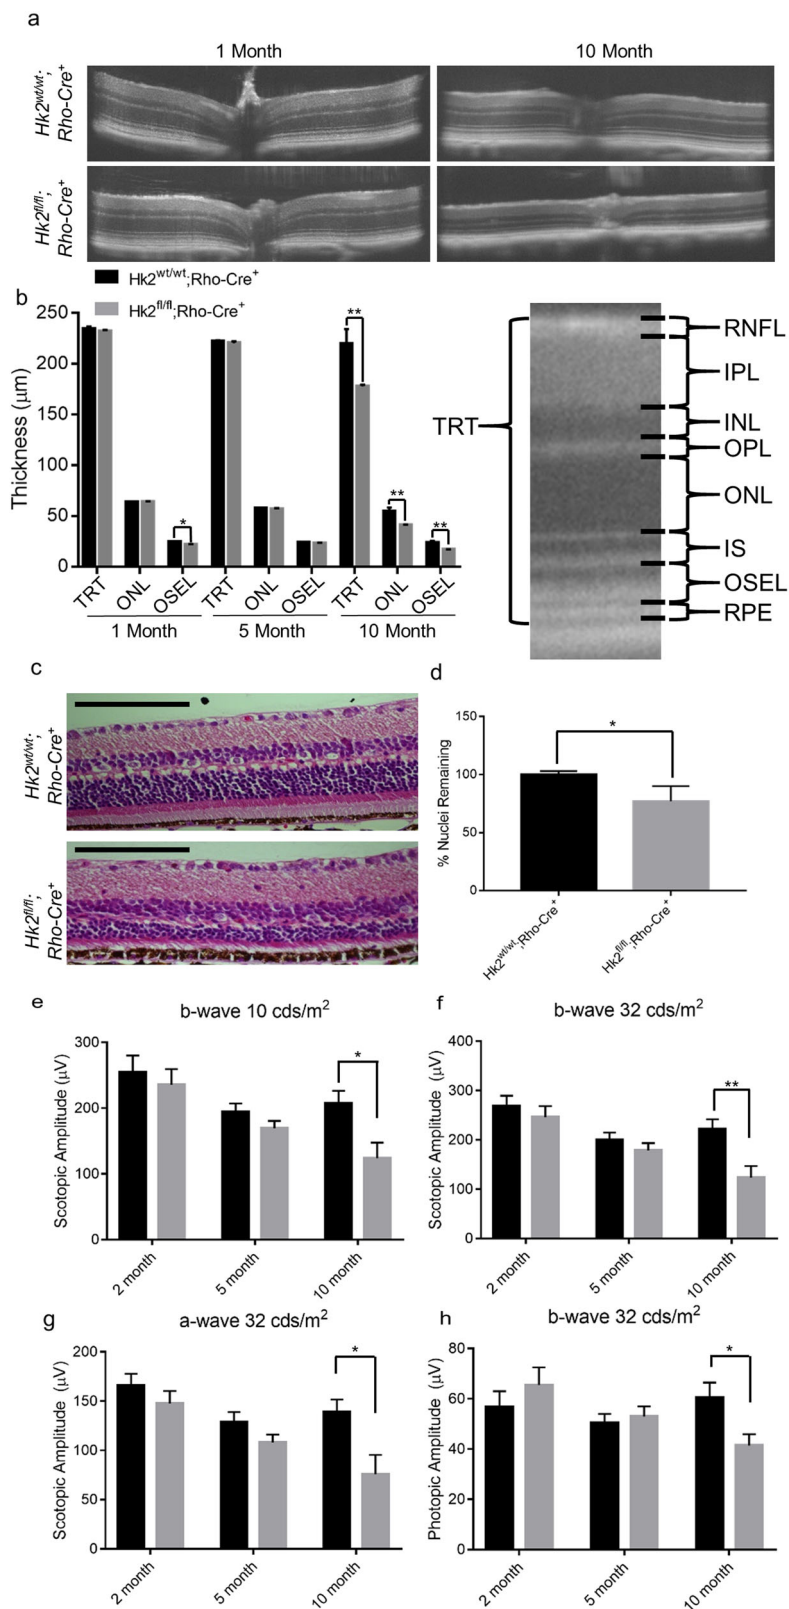 a
1 Month 10 Month
Hk2wt/wt;
Rho-Cre+
Hk2fl/fl;
Rho-Cre+
b
Hk2wt/wt;Rho-Cre+
Hk2fl/fl;Rho-Cre+
Thickness (μm)
250
200
150
100
50
0
*
**
**
**
TRT ONL OSEL TRT ONL OSEL TRT ONL OSEL
1 Month 5 Month 10 Month
TRT
RNFL
IPL
INL
OPL
ONL
IS
OSEL
RPE
c
Hk2wt/wt;
Rho-Cre+
Hk2fl/fl;
Rho-Cre+
d
% Nuclei Remaining
150
100
50
0
*
Hk2wt/wt;Rho-Cre+
Hk2fl/fl;Rho-Cre+
e
b-wave 10 cds/m2
Scotopic Amplitude (μV)
300
200
100
0
*
2 month 5 month 10 month
f
b-wave 32 cds/m2
Scotopic Amplitude (μV)
400
300
200
100
0
**
2 month 5 month 10 month
g
a-wave 32 cds/m2
Scotopic Amplitude (μV)
200
150
100
50
0
*
2 month 5 month 10 month
h
b-wave 32 cds/m2
Photopic Amplitude (μV)
80
60
40
20
0
*
2 month 5 month 10 month